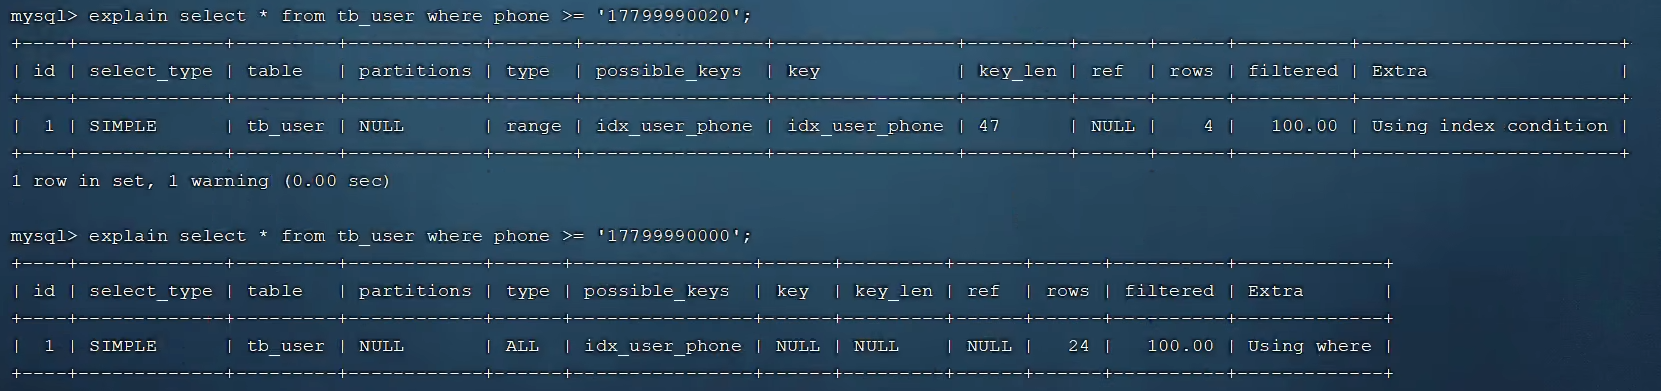 mysql> explain select * from tb_user where phone >= '17799990020';
+----+-------------+---------+------------+-------+----------------+----------------+---------+------+------+----------+-----------------------+
| id | select_type | table   | partitions | type  | possible_keys  | key            | key_len | ref  | rows | filtered | Extra                 |
+----+-------------+---------+------------+-------+----------------+----------------+---------+------+------+----------+-----------------------+
|  1 | SIMPLE      | tb_user | NULL       | range | idx_user_phone | idx_user_phone | 47      | NULL |    4 |   100.00 | Using index condition |
+----+-------------+---------+------------+-------+----------------+----------------+---------+------+------+----------+-----------------------+
1 row in set, 1 warning (0.00 sec)
mysql> explain select * from tb_user where phone >= '17799990000';
+----+-------------+---------+------------+------+----------------+------+---------+------+------+----------+-------------+
| id | select_type | table   | partitions | type | possible_keys  | key  | key_len | ref  | rows | filtered | Extra       |
+----+-------------+---------+------------+------+----------------+------+---------+------+------+----------+-------------+
|  1 | SIMPLE      | tb_user | NULL       | ALL  | idx_user_phone | NULL | NULL    | NULL |   24 |   100.00 | Using where |
+----+-------------+---------+------------+------+----------------+------+---------+------+------+----------+-------------+